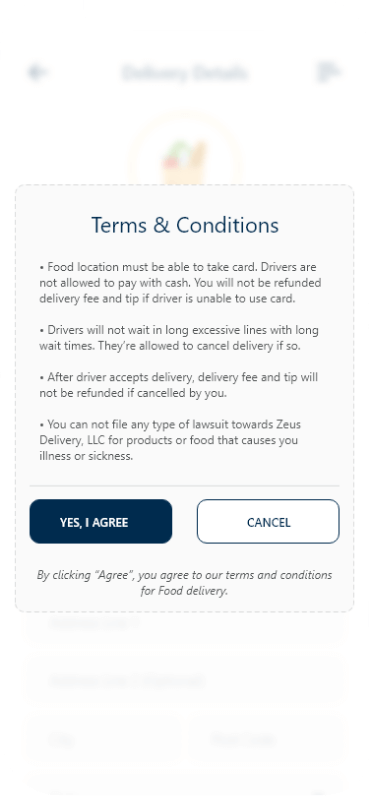 Delivery Details
Terms & Conditions
• Food location must be able to take card. Drivers are
not allowed to pay with cash. You will not be refunded
delivery fee and tip if driver is unable to use card.
• Drivers will not wait in long excessive lines with long
wait times. They're allowed to cancel delivery if so.
• After driver accepts delivery, delivery fee and tip will
not be refunded if cancelled by you.
• You can not file any type of lawsuit towards Zeus
Delivery, LLC for products or food that causes you
illness or sickness.
YES, I AGREE
CANCEL
By clicking “Agree”, you agree to our terms and conditions
for Food delivery.